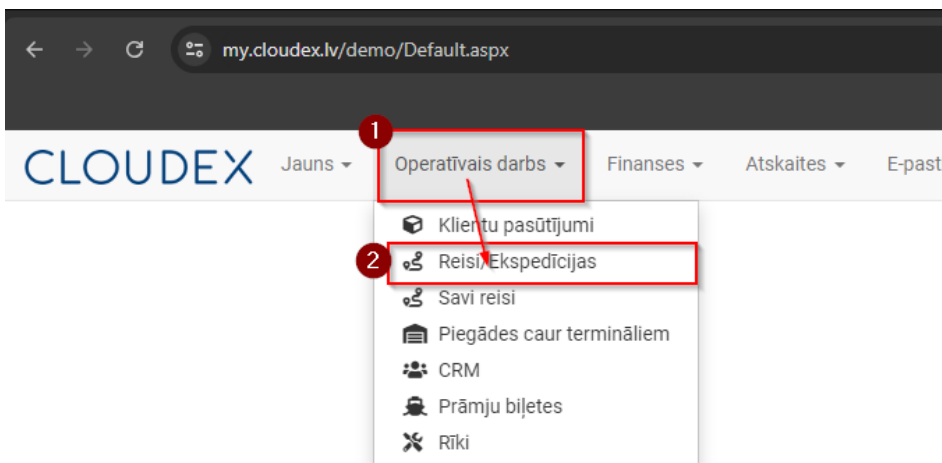 my.cloudex.lv/demo/Default.aspx
1
CLOUDEX Jauns Operatīvais darbs Finanses Atskaites E-past
Klientu pasūtījumi
2 Reisi/Ekspedīcijas
Savi reisi
Piegādes caur termināliem
CRM
Prāmju biļetes
Rīki